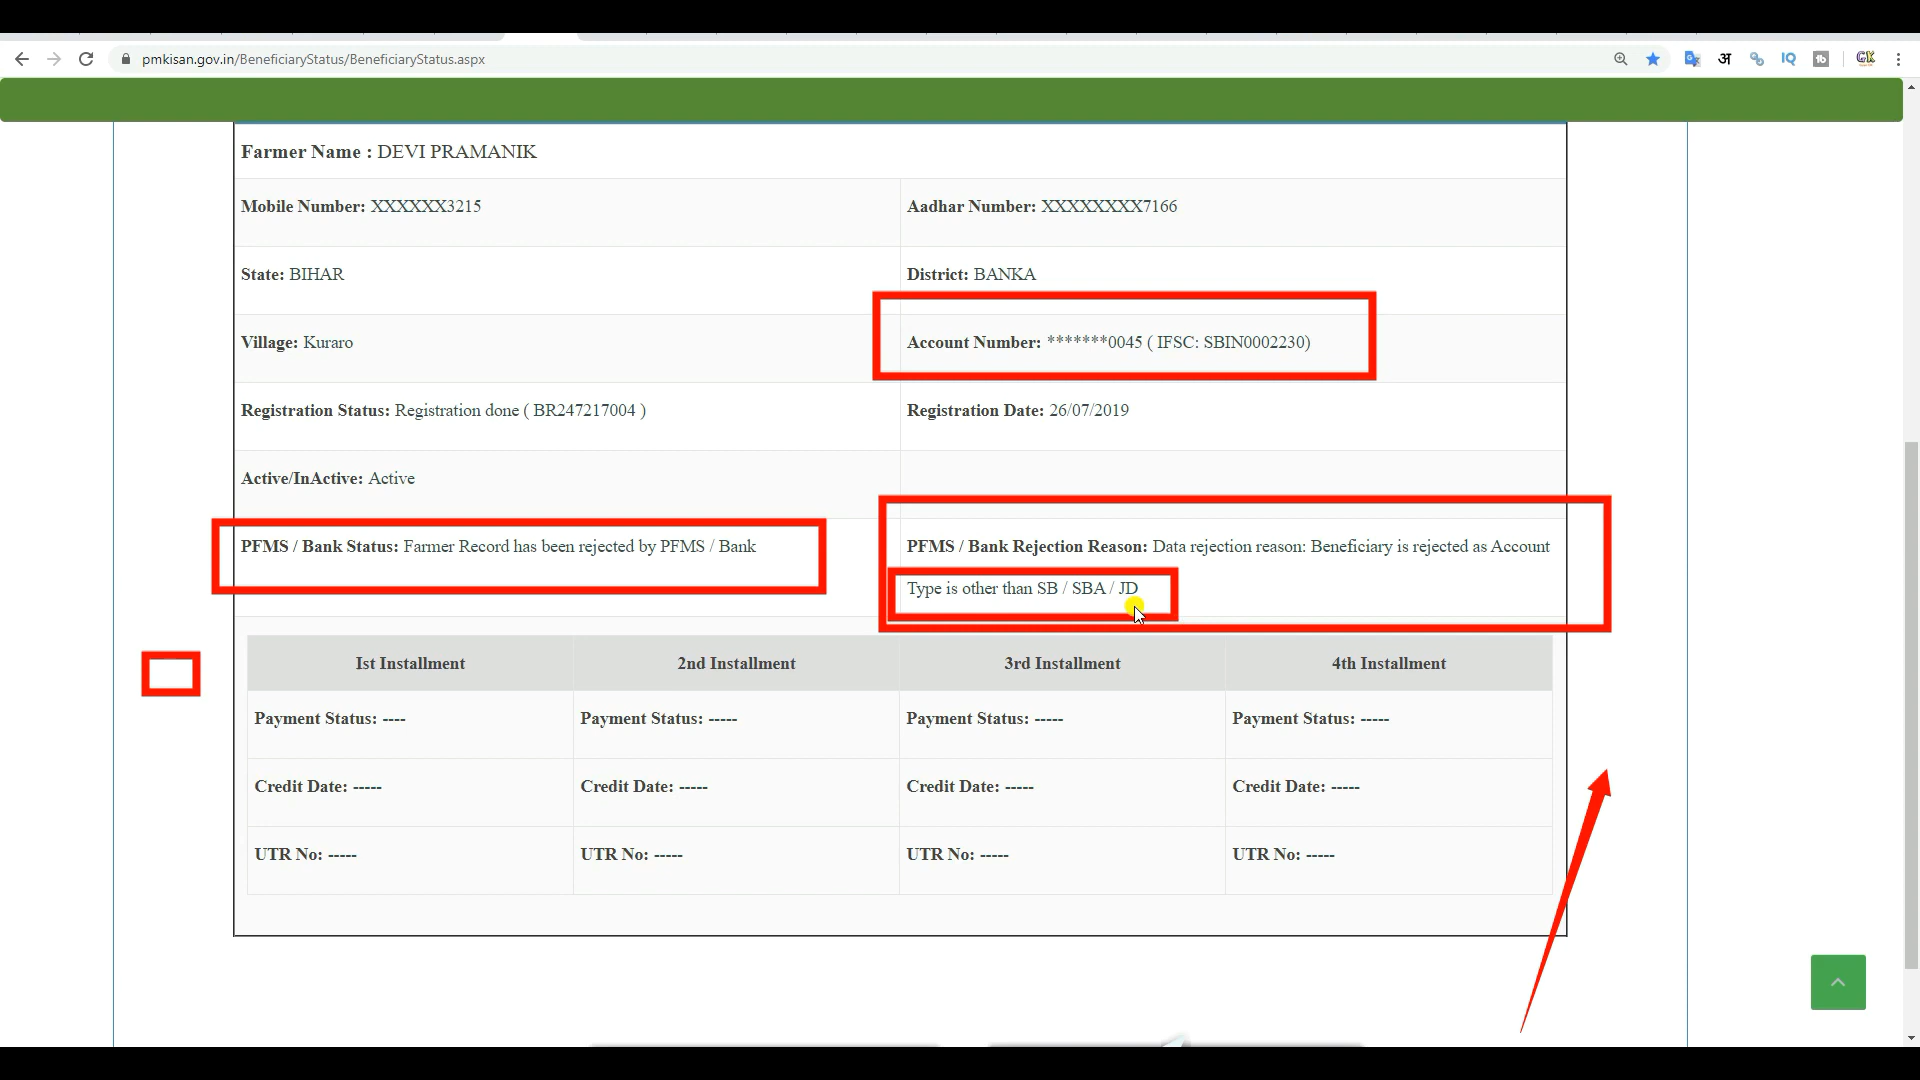 pmkisan.gov.in/BeneficiaryStatus/BeneficiaryStatus.aspx
अ
IQ
tb
GK
Farmer Name : DEVI PRAMANIK
Mobile Number: XXXXXX3215
Aadhar Number: XXXXXXXX7166
State: BIHAR
District: BANKA
Village: Kuraro
Account Number: *******0045 ( IFSC: SBIN0002230)
Registration Status: Registration done ( BR247217004 )
Registration Date: 26/07/2019
Active/InActive: Active
PFMS / Bank Status: Farmer Record has been rejected by PFMS / Bank
PFMS / Bank Rejection Reason: Data rejection reason: Beneficiary is rejected as Account
Type is other than SB / SBA / JD
Ist Installment 2nd Installment 3rd Installment 4th Installment
Payment Status: ---- Payment Status: ----- Payment Status: ----- Payment Status: -----
Credit Date: ----- Credit Date: ----- Credit Date: ----- Credit Date: -----
UTR No: ----- UTR No: ----- UTR No: ----- UTR No: -----